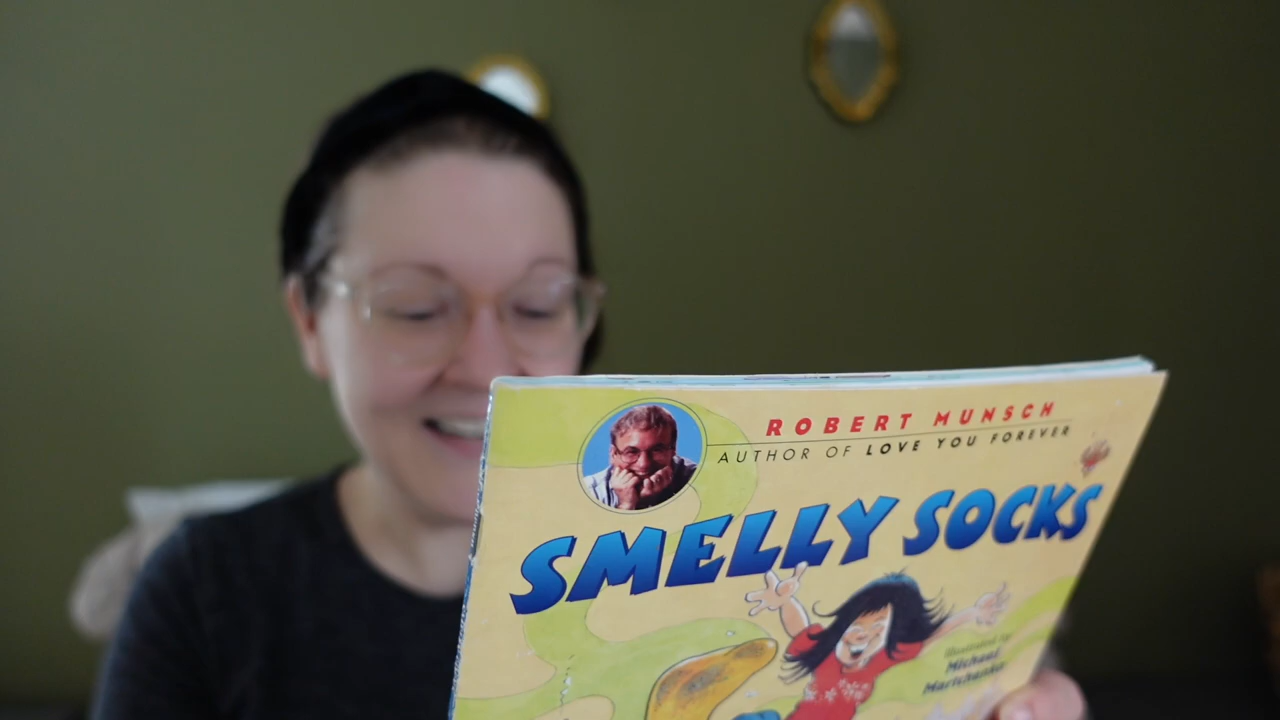 ROBERT MUNSCH
AUTHOR OF LOVE YOU FOREVER
SMELLY SOCKS
Illustrated by
Michael
Martchenko